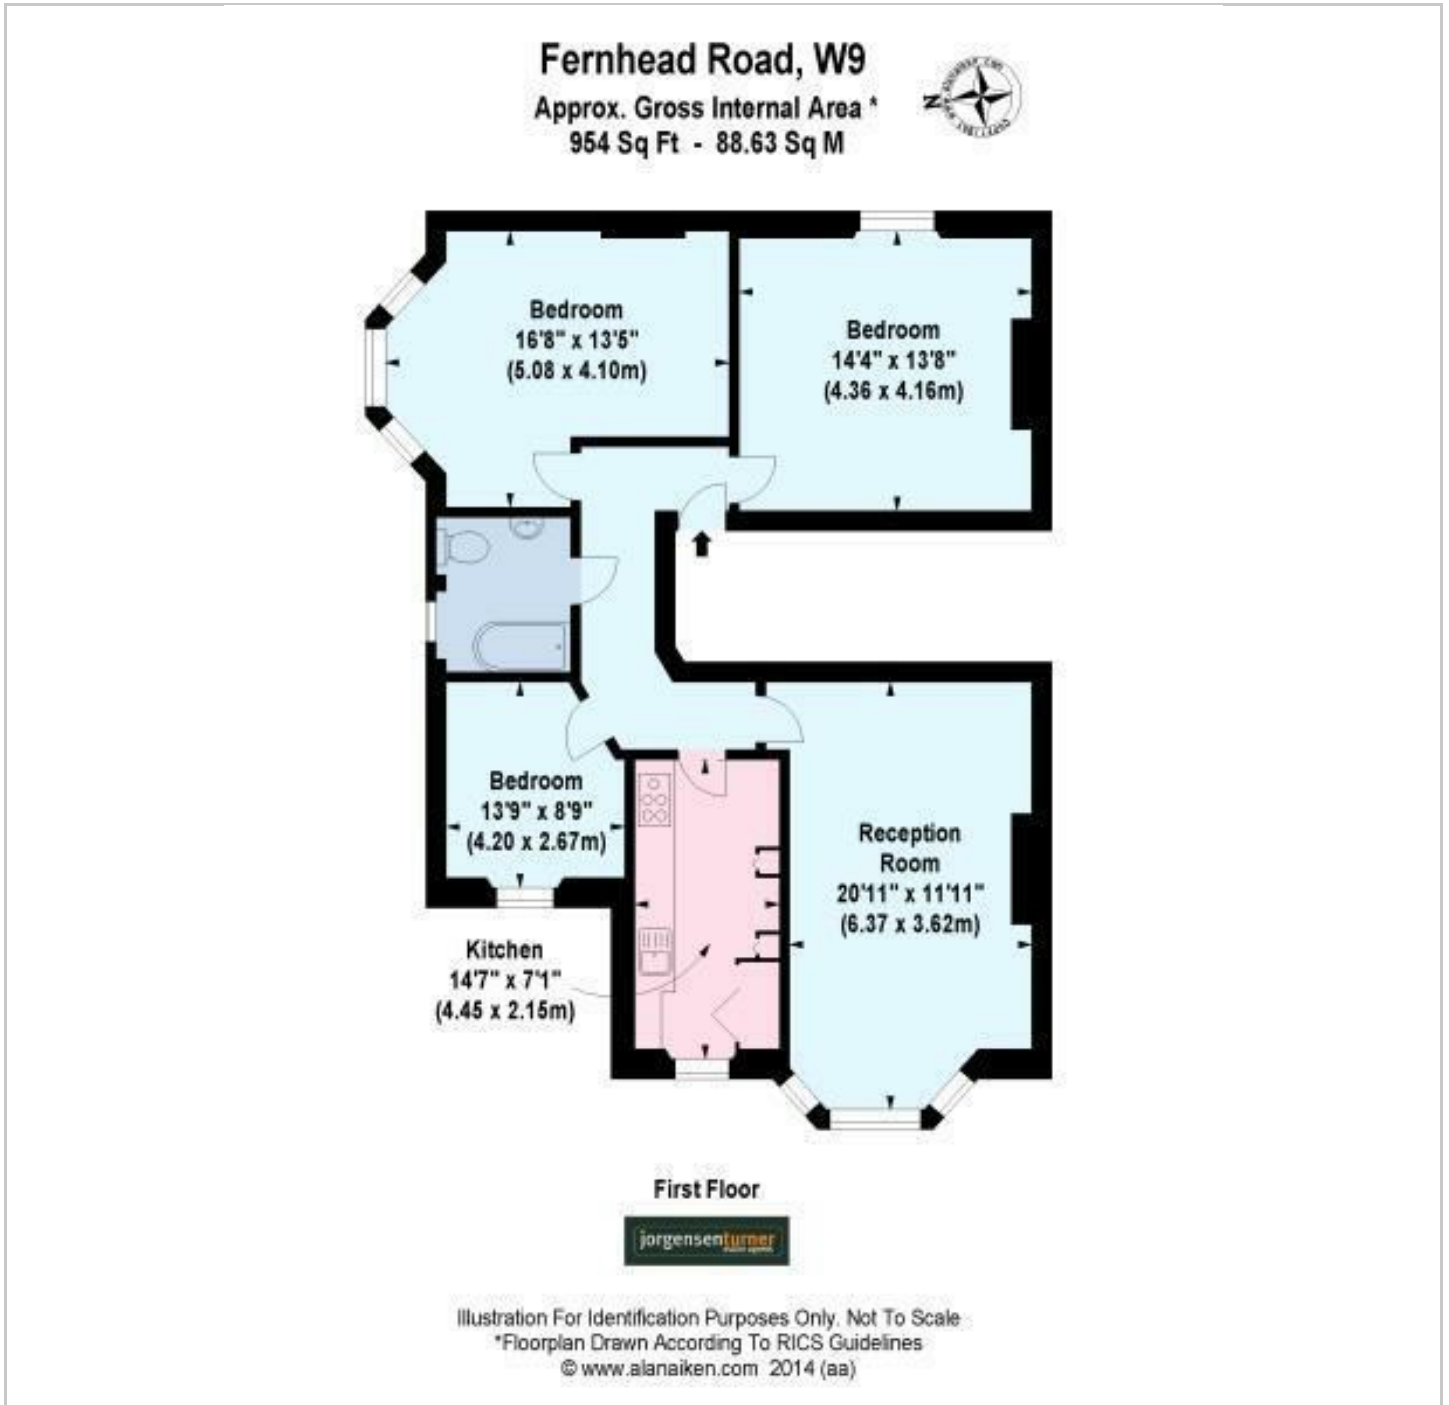 Fernhead Road, W9
Approx. Gross Internal Area *
954 Sq Ft - 88.63 Sq M
N
Bedroom
16'8" x 13'5"
(5.08 x 4.10m)
Bedroom
14'4" x 13'8"
(4.36 x 4.16m)
Bedroom
13'9" x 8'9"
(4.20 x 2.67m)
Reception
Room
20'11" x 11'11"
(6.37 x 3.62m)
Kitchen
14'7" x 7'1"
(4.45 x 2.15m)
First Floor
jorgensenturner
Illustration For Identification Purposes Only. Not To Scale
*Floorplan Drawn According To RICS Guidelines
© www.alanaiken.com 2014 (aa)